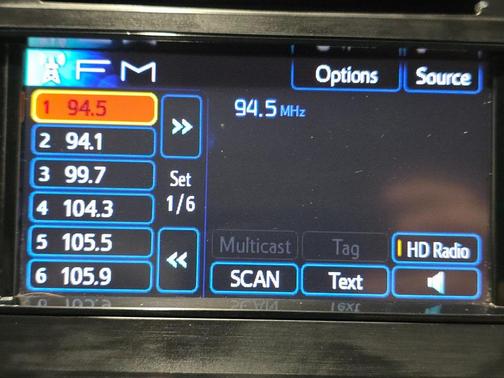 FM
Options
Source
1 94.5
2 94.1
3 99.7
4 104.3
5 105.5
6 105.9
>>
Set
1/6
<<
94.5 MHz
Multicast
Tag
HD Radio
SCAN
Text